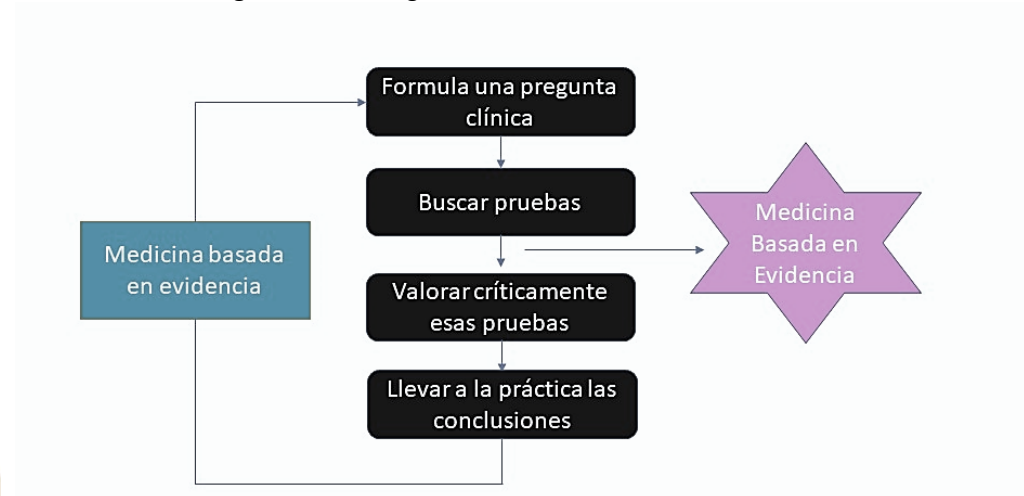 Formula una pregunta
clínica
Buscar pruebas
Valorar críticamente
esas pruebas
Llevar a la práctica las
conclusiones
Medicina basada
en evidencia
Medicina
Basada en
Evidencia